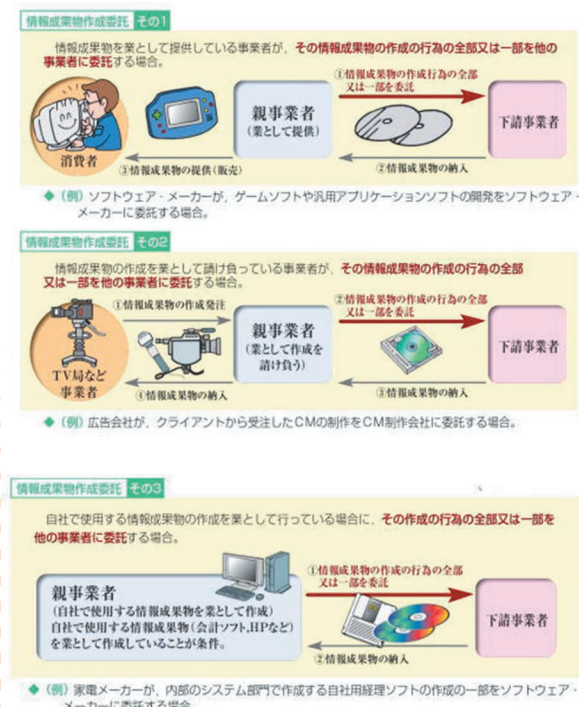 情報成果物作成委託 その1
情報成果物を業として提供している事業者が，その情報成果物の作成の行為の全部又は一部を他の
事業者に委託する場合。
①情報成果物の作成行為の全部
又は一部を委託
親事業者
（業として提供）
下請事業者
消費者
③情報成果物の提供（販売）
②情報成果物の納入
◆（例）ソフトウェア・メーカーが，ゲームソフトや汎用アプリケーションソフトの開発をソフトウェア・
メーカーに委託する場合。
情報成果物作成委託 その2
情報成果物の作成を業として請け負っている事業者が，その情報成果物の作成の行為の全部
又は一部を他の事業者に委託する場合。
①情報成果物の作成発注
②情報成果物の作成の行為の全部
又は一部を委託
親事業者
（業として作成を
請け負う）
下請事業者
TV局など
事業者
④情報成果物の納入
③情報成果物の納入
◆（例）広告会社が，クライアントから受注したCMの制作をCM制作会社に委託する場合。
情報成果物作成委託 その3
自社で使用する情報成果物の作成を業として行っている場合に，その作成の行為の全部又は一部を
他の事業者に委託する場合。
①情報成果物の作成の行為の全部
又は一部を委託
親事業者
（自社で使用する情報成果物を業として作成）
自社で使用する情報成果物（会計ソフト,HPなど）
を業として作成していることが条件。
下請事業者
②情報成果物の納入
◆（例）家電メーカーが，内部のシステム部門で作成する自社用経理ソフトの作成の一部をソフトウェア・
メーカーに委託する場合